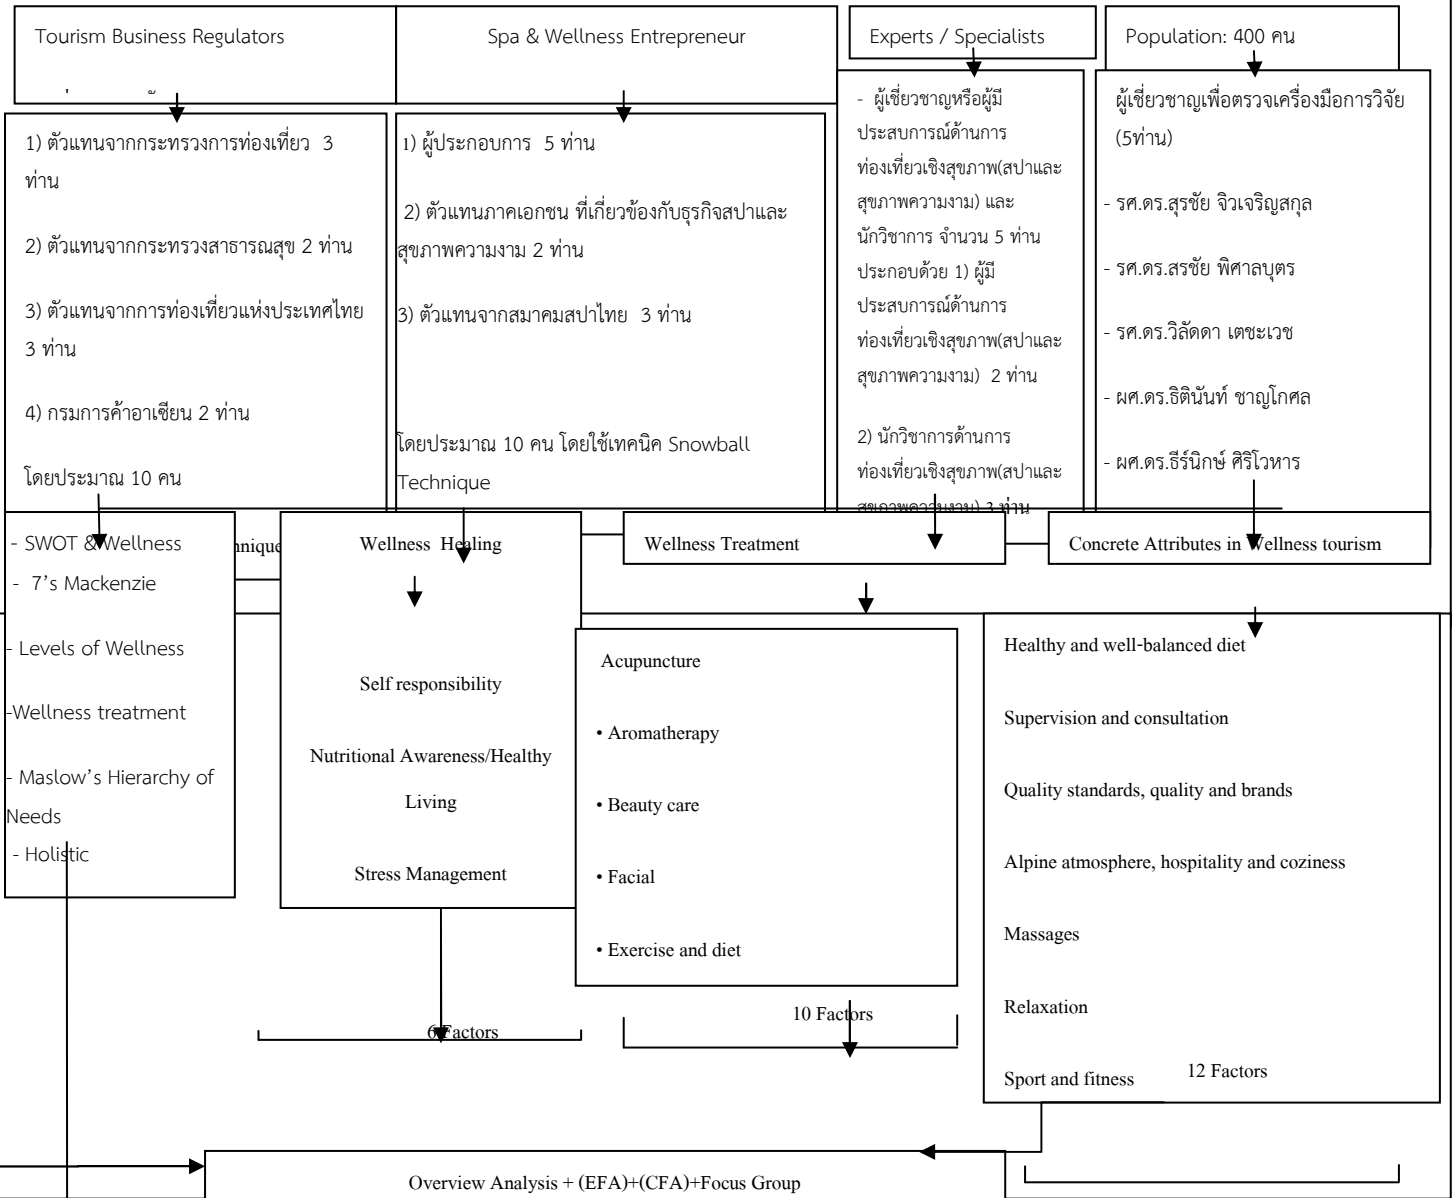 Tourism Business Regulators
Spa & Wellness Entrepreneur
Experts / Specialists
Population: 400 คน
1) ตัวแทนจากกระทรวงการท่องเที่ยว 3
ท่าน
2) ตัวแทนจากกระทรวงสาธารณสุข 2 ท่าน
3) ตัวแทนจากการท่องเที่ยวแห่งประเทศไทย
3 ท่าน
4) กรมการค้าอาเซียน 2 ท่าน
โดยประมาณ 10 คน
1) ผู้ประกอบการ 5 ท่าน
2) ตัวแทนภาคเอกชน ที่เกี่ยวข้องกับธุรกิจสปาและ
สุขภาพความงาม 2 ท่าน
3) ตัวแทนจากสมาคมสปาไทย 3 ท่าน
โดยประมาณ 10 คน โดยใช้เทคนิค Snowball
Technique
- ผู้เชี่ยวชาญหรือผู้มี
ประสบการณ์ด้านการ
ท่องเที่ยวเชิงสุขภาพ(สปาและ
สุขภาพความงาม) และ
นักวิชาการ จำนวน 5 ท่าน
ประกอบด้วย 1) ผู้มี
ประสบการณ์ด้านการ
ท่องเที่ยวเชิงสุขภาพ(สปาและ
สุขภาพความงาม) 2 ท่าน
2) นักวิชาการด้านการ
ท่องเที่ยวเชิงสุขภาพ(สปาและ
สุขภาพความงาม) 3 ท่าน
ผู้เชี่ยวชาญเพื่อตรวจเครื่องมือการวิจัย
(5ท่าน)
- รศ.ดร.สุรชัย จิวเจริญสกุล
- รศ.ดร.สรชัย พิศาลบุตร
- รศ.ดร.วิลัดดา เตชะเวช
- ผศ.ดร.ธิตินันท์ ชาญโกศล
- ผศ.ดร.ธีร์นิกษ์ ศิริโวหาร
- SWOT & Wellness
- 7's Mackenzie
- Levels of Wellness
-Wellness treatment
- Maslow's Hierarchy of
Needs
- Holistic
hnique
Wellness Healing
Self responsibility
Nutritional Awareness/Healthy
Living
Stress Management
6 Factors
Wellness Treatment
Acupuncture
• Aromatherapy
• Beauty care
• Facial
• Exercise and diet
10 Factors
Concrete Attributes in Wellness tourism
Healthy and well-balanced diet
Supervision and consultation
Quality standards, quality and brands
Alpine atmosphere, hospitality and coziness
Massages
Relaxation
Sport and fitness
12 Factors
Overview Analysis + (EFA)+(CFA)+Focus Group